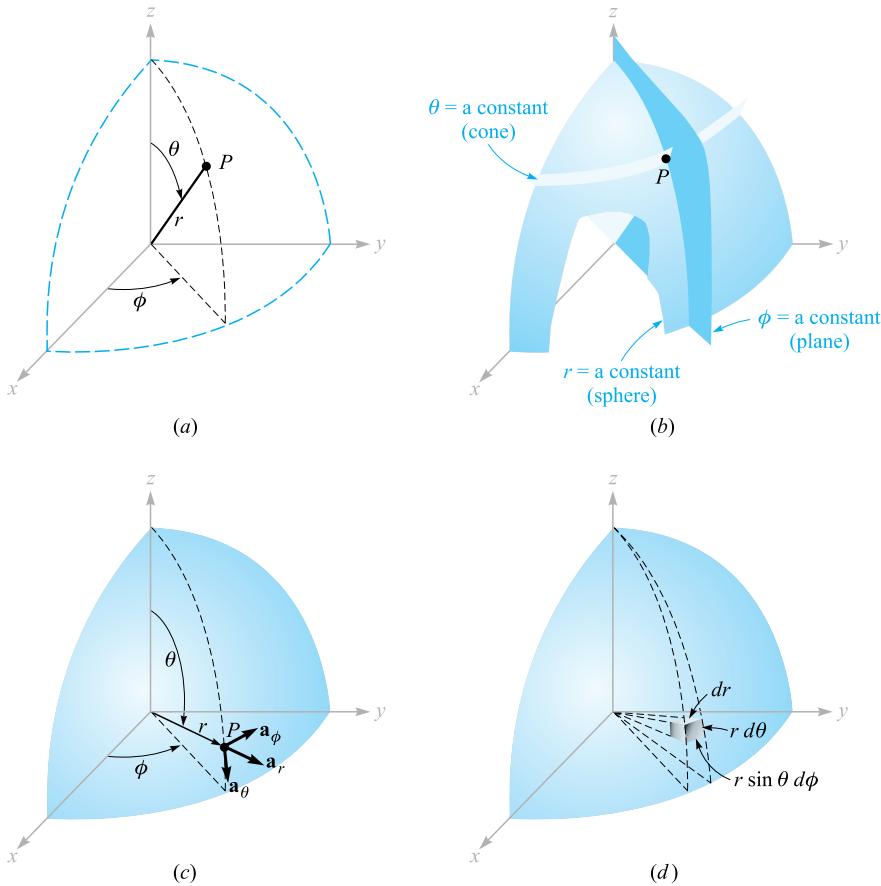 z
θ
P
r
y
ϕ
x
(a)
z
θ = a constant
(cone)
P
y
ϕ = a constant
(plane)
r = a constant
(sphere)
x
(b)
z
θ
r
P
a_ϕ
y
ϕ
a_r
a_θ
x
(c)
z
dr
y
r dθ
r sin θ dϕ
x
(d)